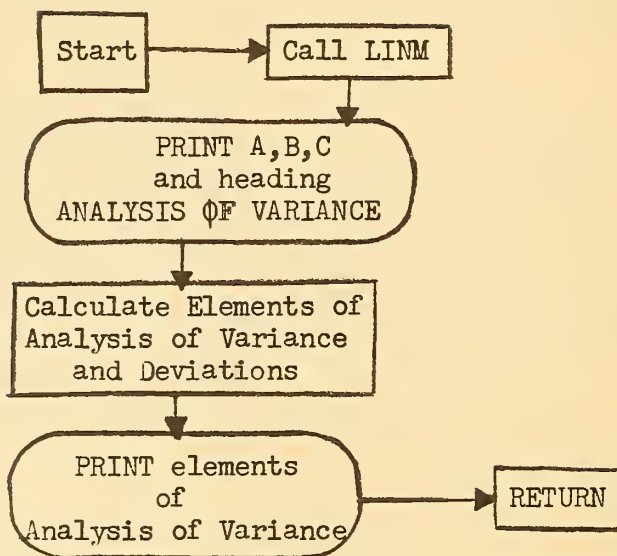 Start
Call LINM
PRINT A,B,C
and heading
ANALYSIS ΦF VARIANCE
Calculate Elements of
Analysis of Variance
and Deviations
PRINT elements
of
Analysis of Variance
RETURN